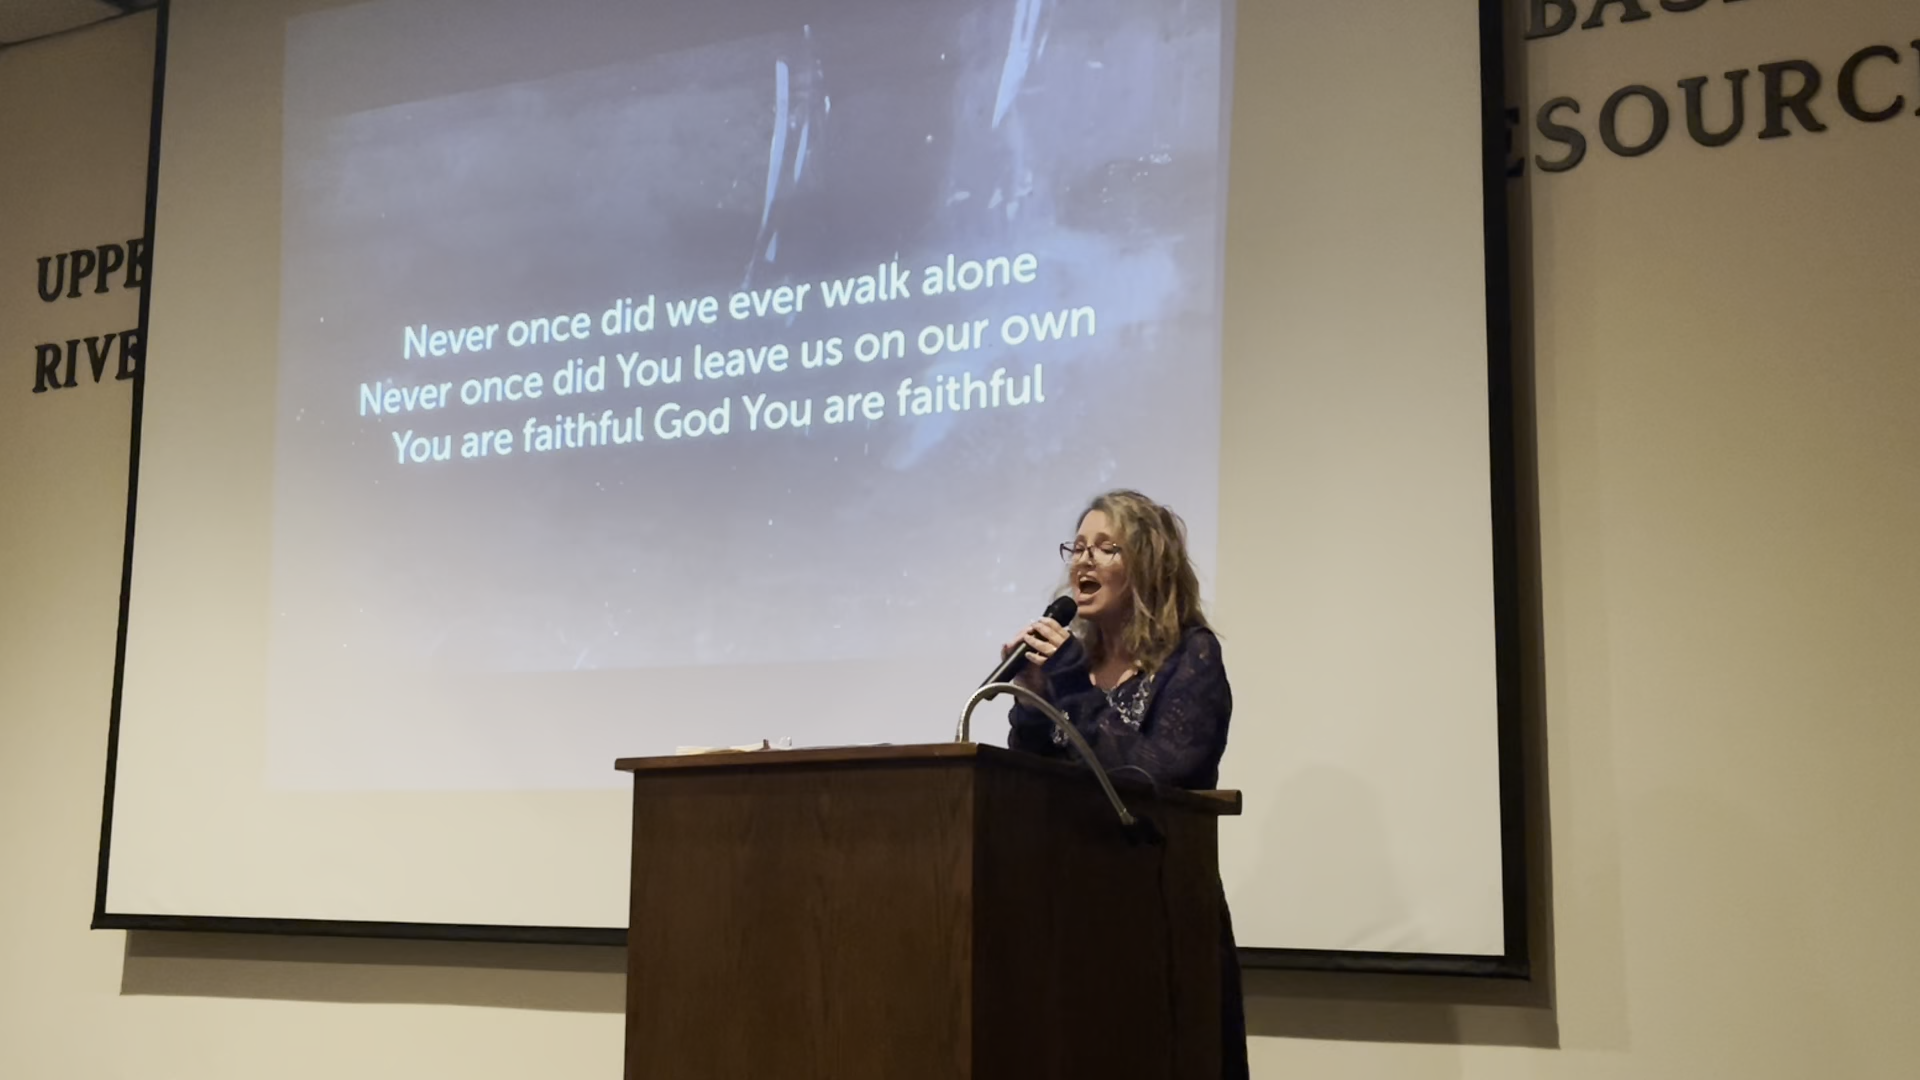 UPPE
RIVE
BAS
ESOURC
Never once did we ever walk alone
Never once did You leave us on our own
You are faithful God You are faithful